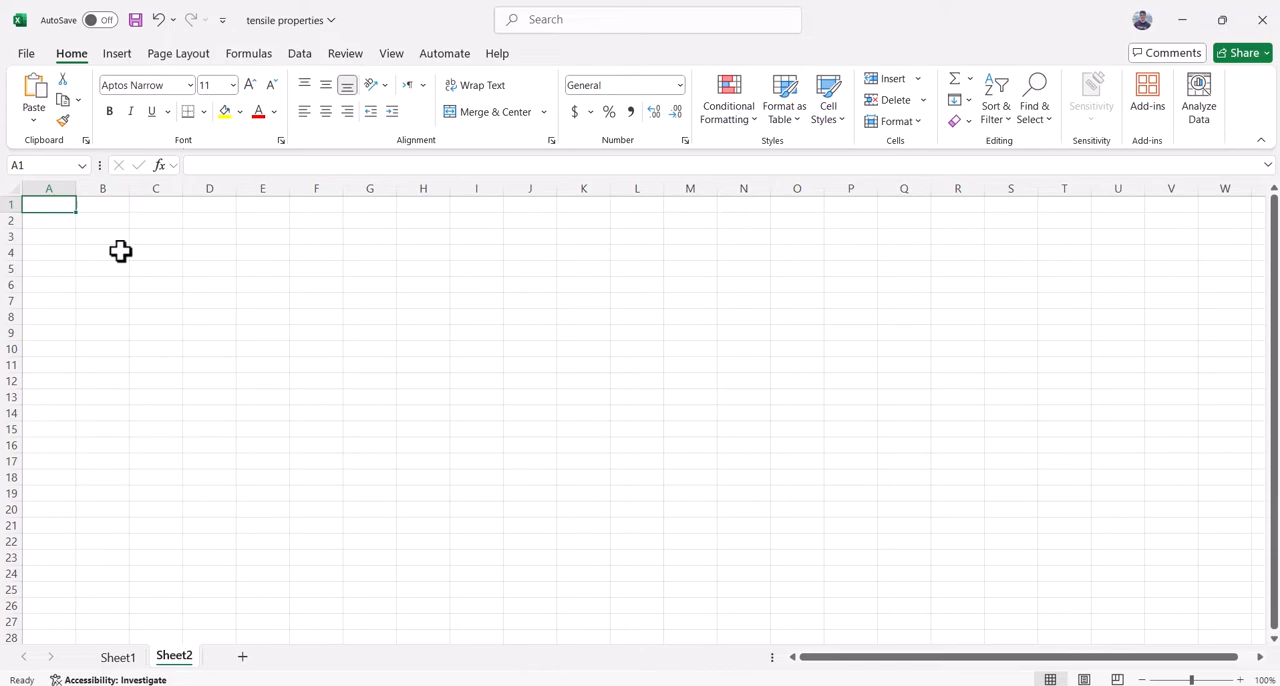 AutoSave Off tensile properties Search
File Home Insert Page Layout Formulas Data Review View Automate Help Comments Share
Paste Aptos Narrow 11 Wrap Text General Conditional Formatting Format as Table Cell Styles Insert Sort & Filter Find & Select Sensitivity Add-ins Analyze Data
B I U A Merge & Center $ % , Delete
Format
Clipboard Font Alignment Number Styles Cells Editing Sensitivity Add-ins
A1 fx
A B C D E F G H I J K L M N O P Q R S T U V W
1
2
3
4
5
6
7
8
9
10
11
12
13
14
15
16
17
18
19
20
21
22
23
24
25
26
27
28
Sheet1 Sheet2
Ready Accessibility: Investigate 100%